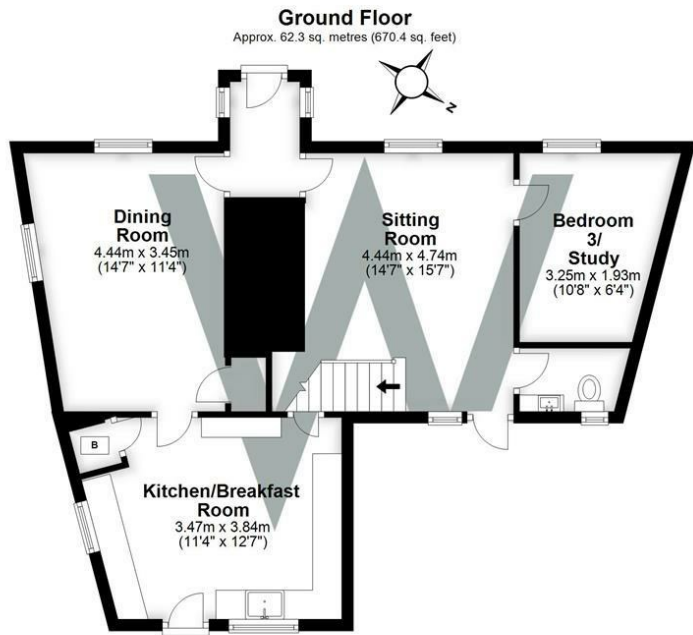 Ground Floor
Approx. 62.3 sq. metres (670.4 sq. feet)
N
Dining
Room
4.44m x 3.45m
(14'7" x 11'4")
Sitting
Room
4.44m x 4.74m
(14'7" x 15'7")
Bedroom
3/
Study
3.25m x 1.93m
(10'8" x 6'4")
B
Kitchen/Breakfast
Room
3.47m x 3.84m
(11'4" x 12'7")
W